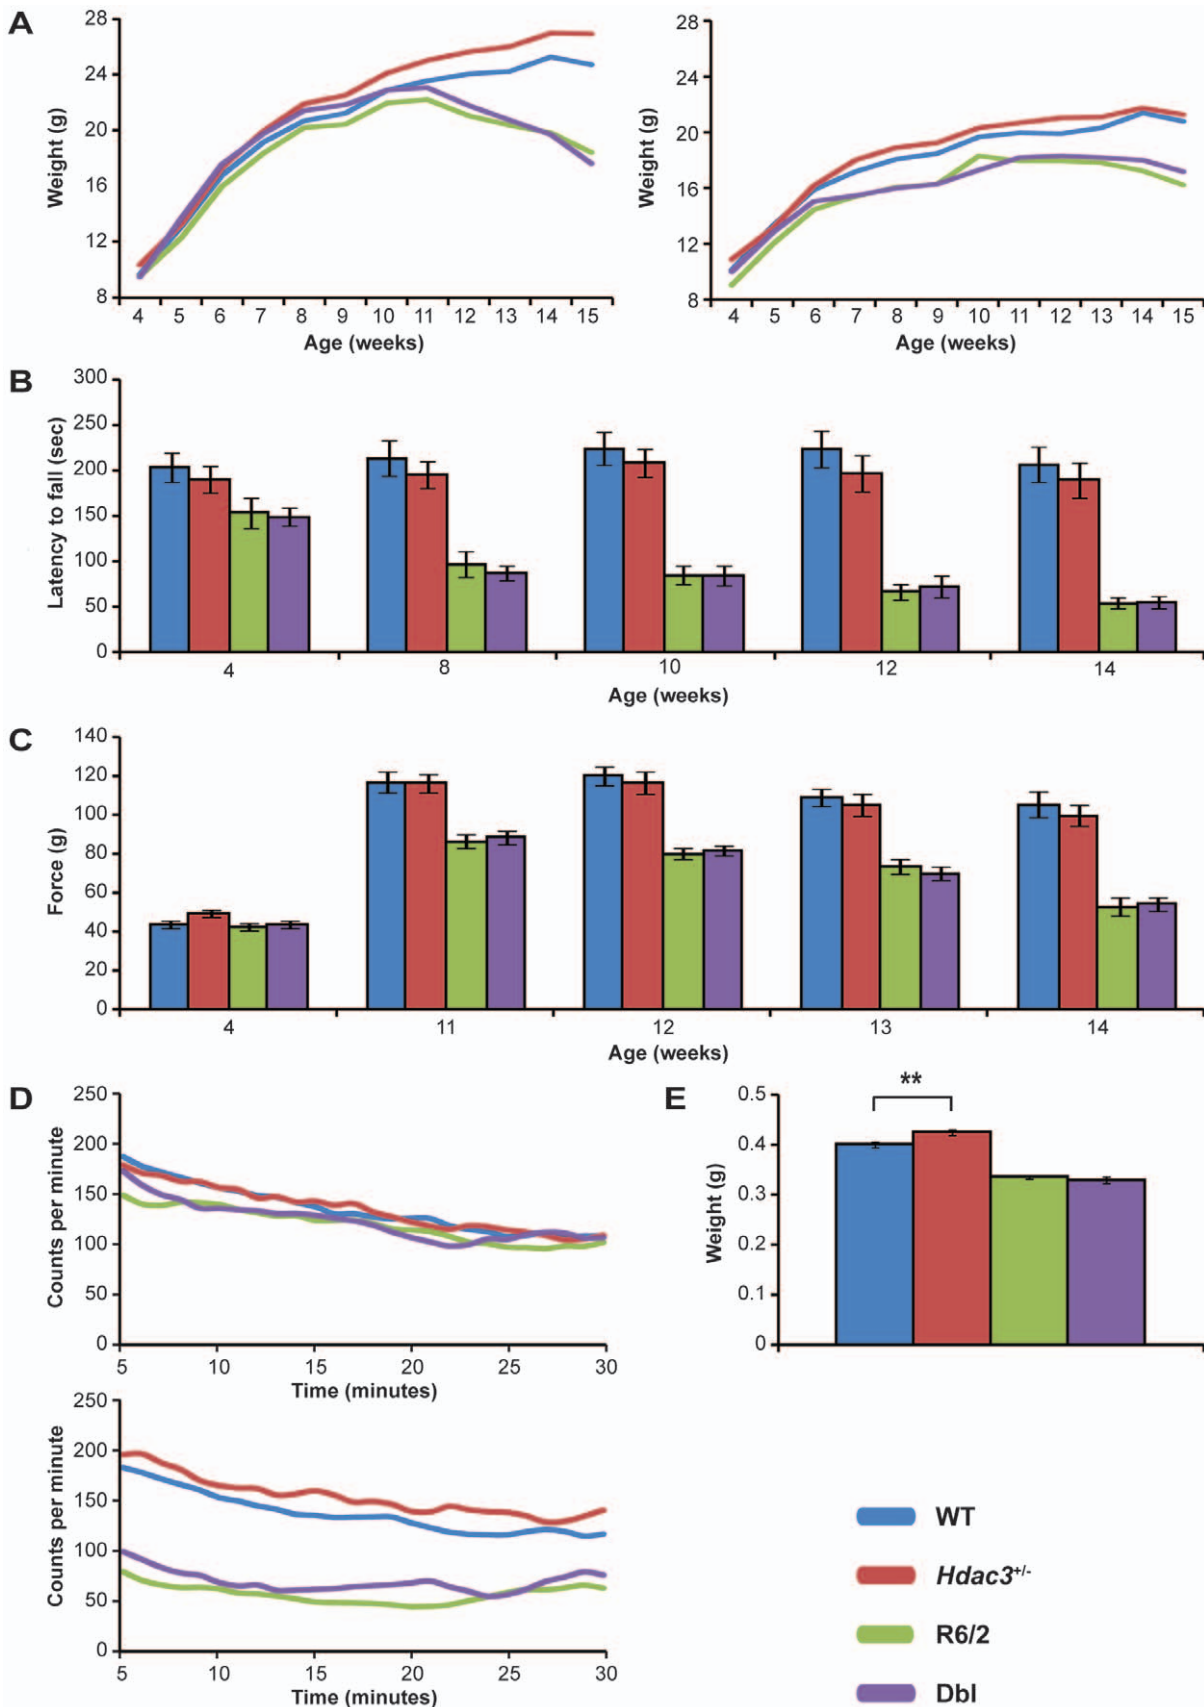 A
Weight (g)
28
24
20
16
12
8
4 5 6 7 8 9 10 11 12 13 14 15
Age (weeks)
Weight (g)
28
24
20
16
12
8
4 5 6 7 8 9 10 11 12 13 14 15
Age (weeks)
B
Latency to fall (sec)
300
250
200
150
100
50
0
4 8 10 12 14
Age (weeks)
C
Force (g)
140
120
100
80
60
40
20
0
4 11 12 13 14
Age (weeks)
D
Counts per minute
250
200
150
100
50
0
5 10 15 20 25 30
Time (minutes)
Counts per minute
250
200
150
100
50
0
5 10 15 20 25 30
Time (minutes)
E
Weight (g)
**
0.5
0.4
0.3
0.2
0.1
0
WT
Hdac3+/-
R6/2
Dbl